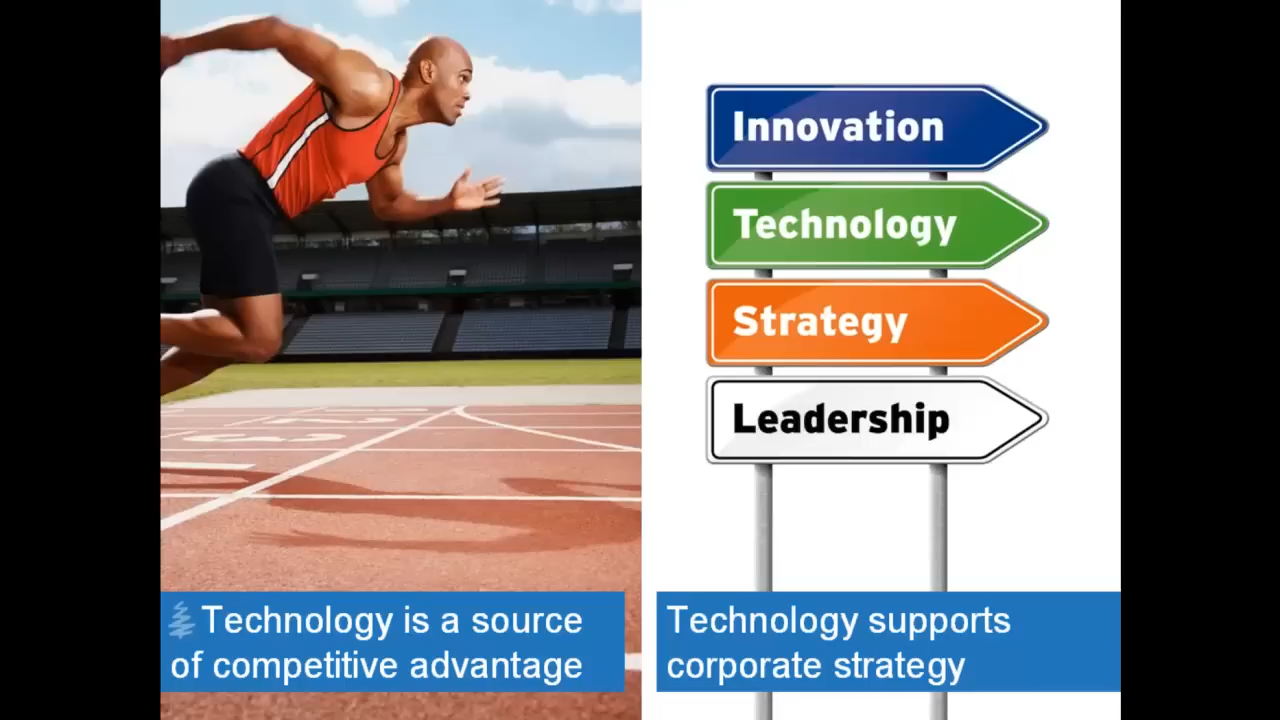 Innovation
Technology
Strategy
Leadership
Technology is a source
of competitive advantage
Technology supports
corporate strategy